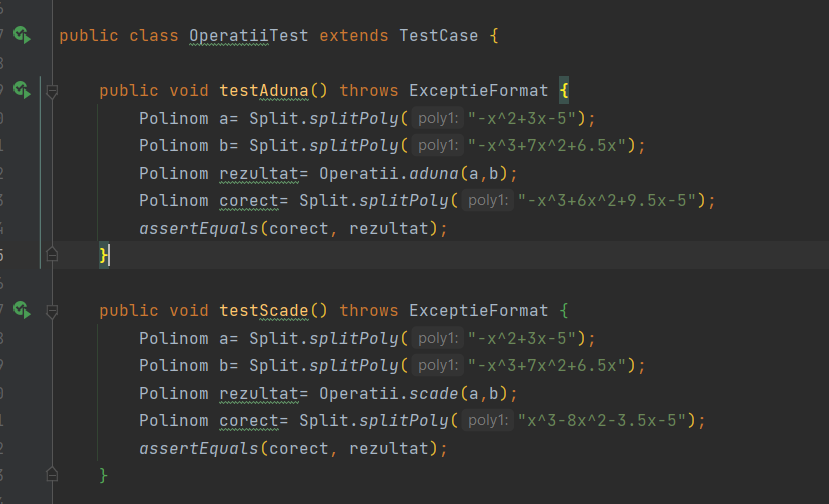 public class OperatiiTest extends TestCase {
public void testAduna() throws ExceptieFormat {
Polinom a= Split.splitPoly( poly1: "-x^2+3x-5");
Polinom b= Split.splitPoly( poly1: "-x^3+7x^2+6.5x");
Polinom rezultat= Operatii.aduna(a,b);
Polinom corect= Split.splitPoly( poly1: "-x^3+6x^2+9.5x-5");
assertEquals(corect, rezultat);
}
public void testScade() throws ExceptieFormat {
Polinom a= Split.splitPoly( poly1: "-x^2+3x-5");
Polinom b= Split.splitPoly( poly1: "-x^3+7x^2+6.5x");
Polinom rezultat= Operatii.scade(a,b);
Polinom corect= Split.splitPoly( poly1: "x^3-8x^2-3.5x-5");
assertEquals(corect, rezultat);
}